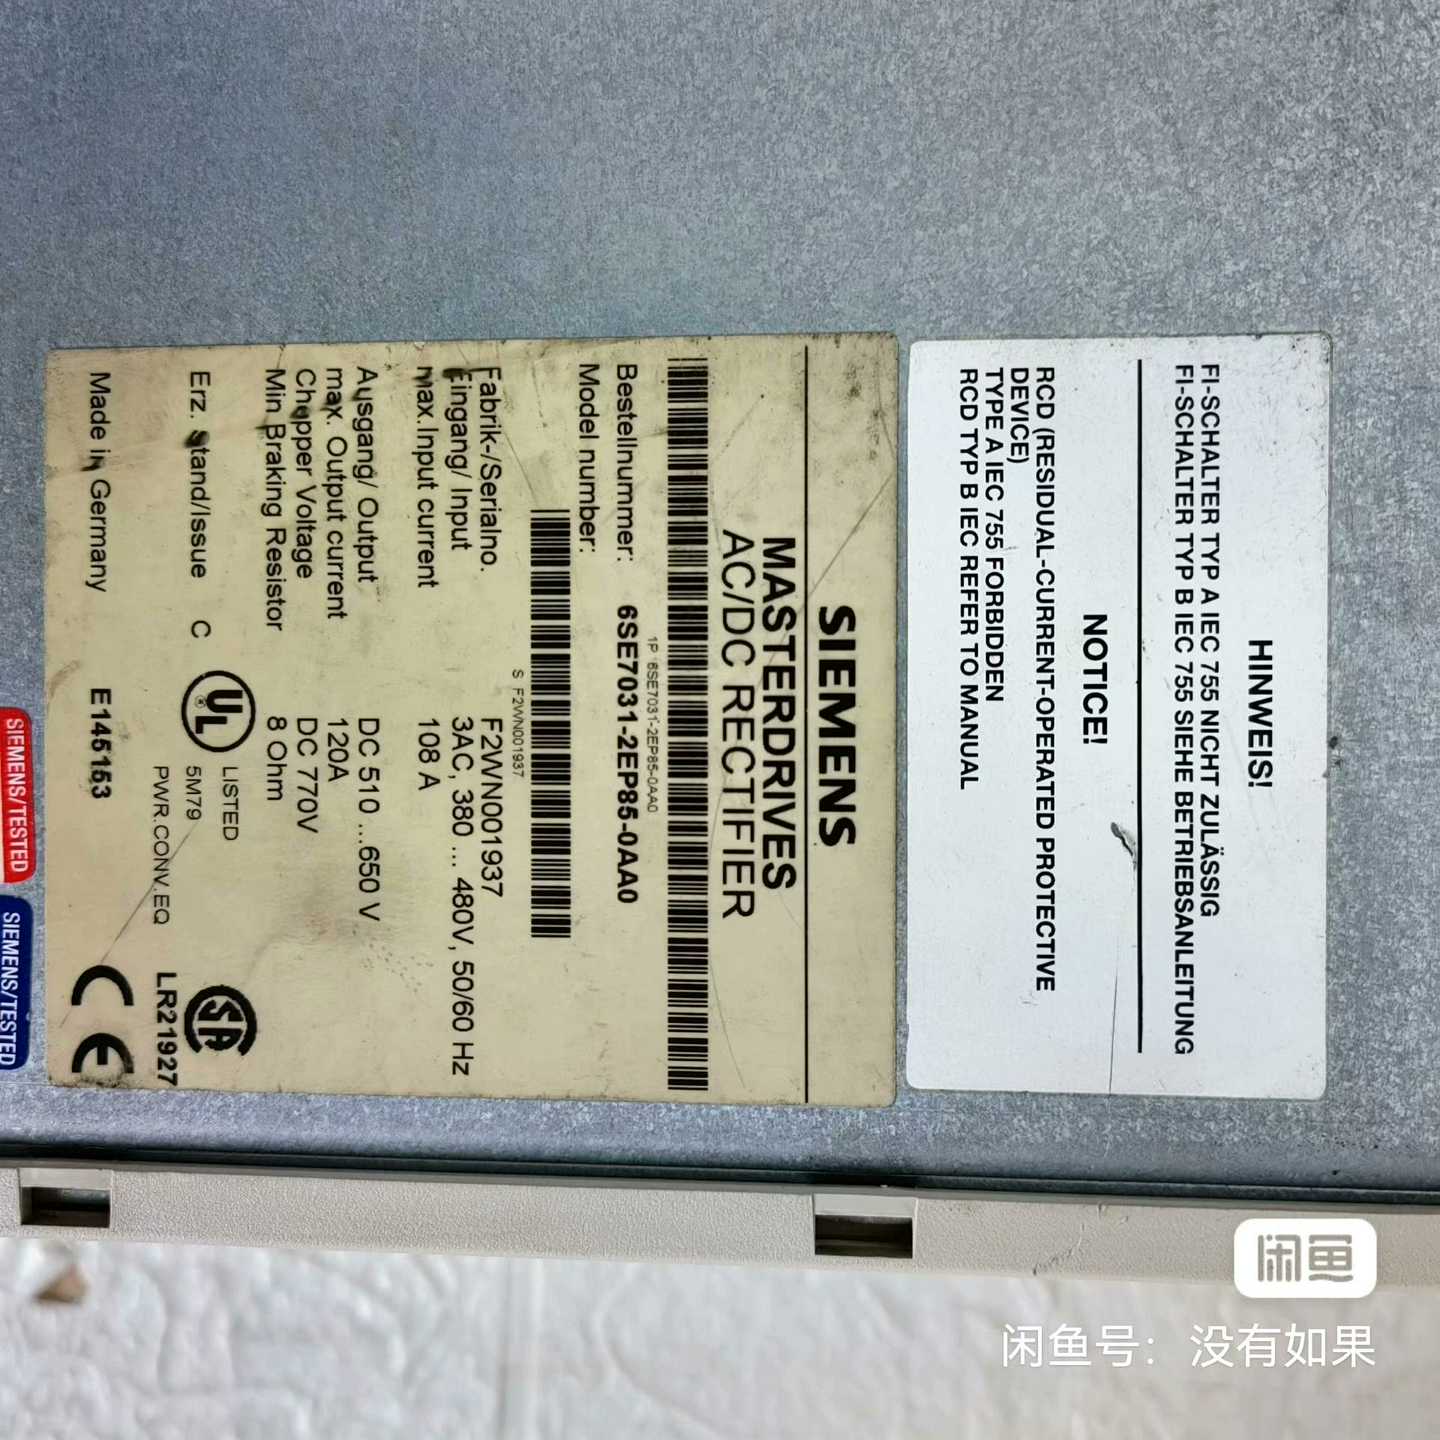 HINWEIS!
FI-SCHALTER TYP A IEC 755 NICHT ZULÄSSIG
FI-SCHALTER TYP B IEC 755 SIEHE BETRIEBSANLEITUNG
NOTICE!
RCD (RESIDUAL-CURRENT-OPERATED PROTECTIVE
DEVICE)
TYPE A IEC 755 FORBIDDEN
RCD TYP B IEC REFER TO MANUAL
SIEMENS
MASTERDRIVES
AC/DC RECTIFIER
1P 6SE7031-2EP85-0AA0
Bestellnummer: 6SE7031-2EP85-0AA0
Model number:
S F2WN001937
Fabrik-/Serialno. F2WN001937
Eingang/ Input 3AC, 380 ... 480V, 50/60 Hz
max.Input current 108 A
Ausgang/ Output DC 510 ...650 V
max. Output current 120A
Chopper Voltage DC 770V
Min Braking Resistor 8 Ohm
Erz. stand/Issue C
UL ® LISTED
5M79
PWR.CONV.EQ
SA
LR21927
Made in Germany E145153
CE
SIEMENS/TESTED
SIEMENS/TESTED
闲鱼
闲鱼号：没有如果